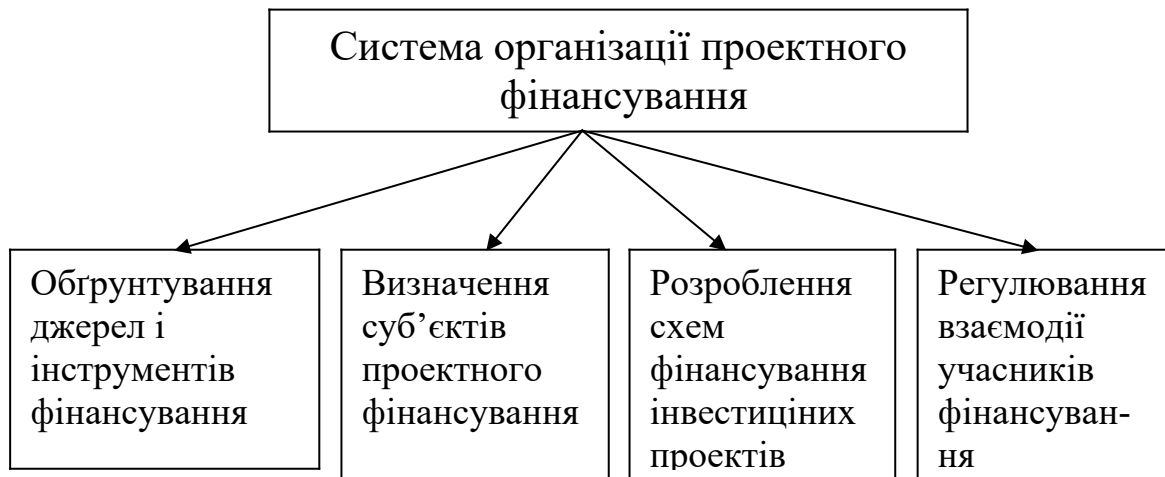 Система організації проектного
фінансування
Обґрунтування
джерел і
інструментів
фінансування
Визначення
суб’єктів
проектного
фінансування
Розроблення
схем
фінансування
інвестиціних
проектів
Регулювання
взаємодії
учасників
фінансуван-
ня